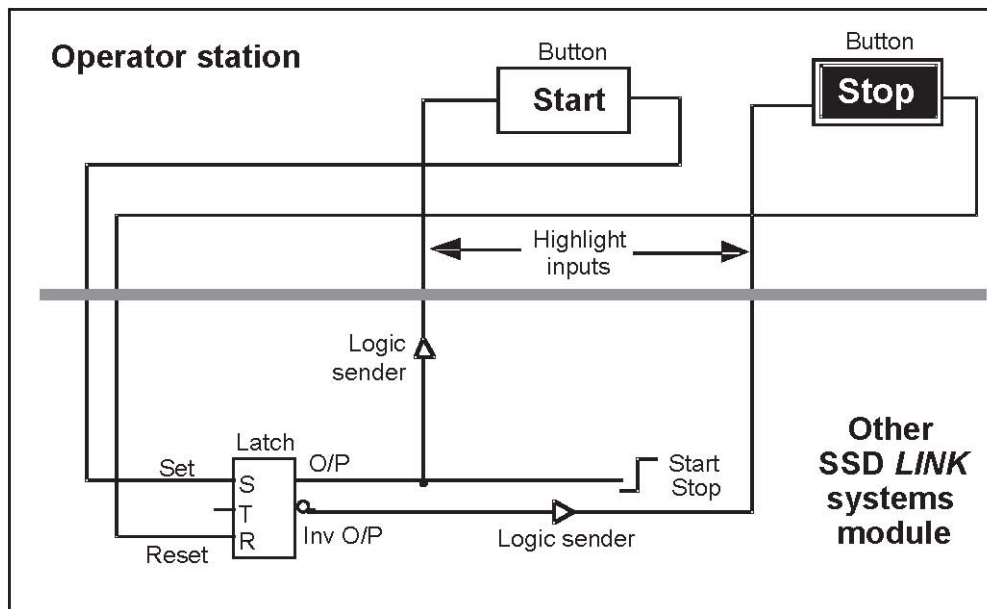 Operator station
Button
Start
Button
Stop
Highlight
inputs
Logic
sender
Latch
Set
O/P
S
T
R
Start
Stop
Inv O/P
Reset
Logic sender
Other
SSD LINK
systems
module